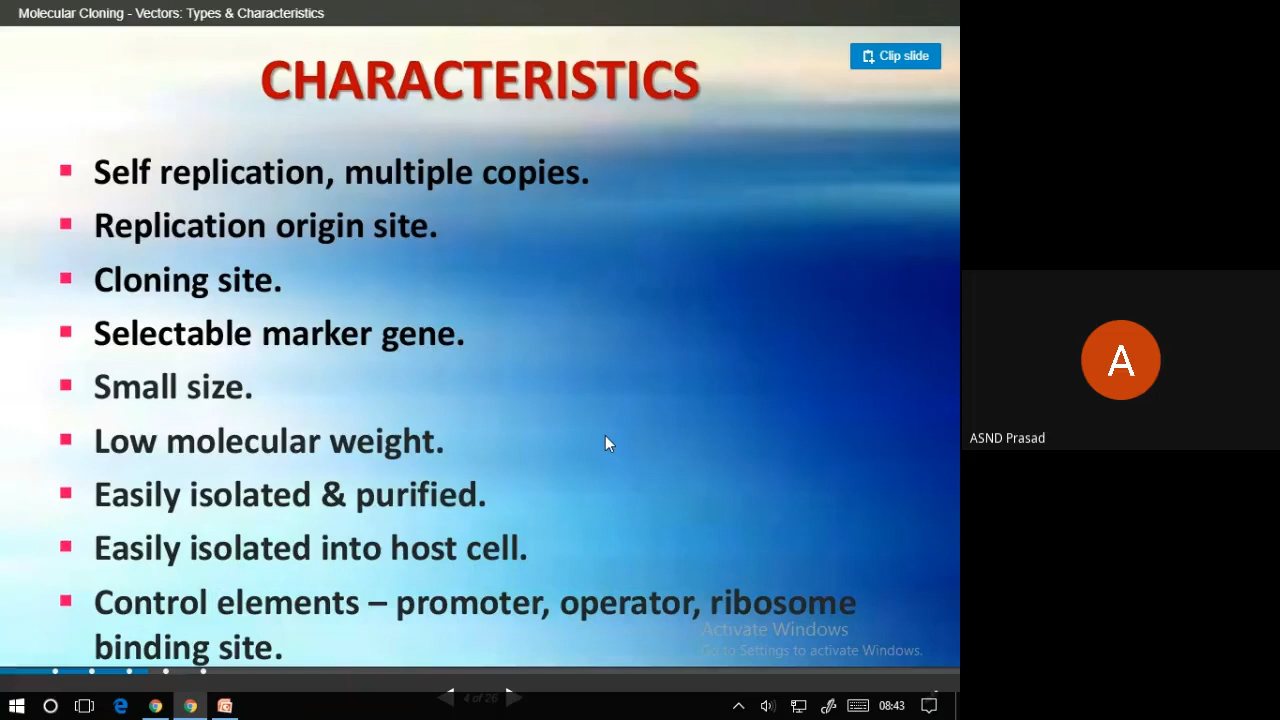 Molecular Cloning - Vectors: Types & Characteristics
Clip slide
CHARACTERISTICS
Self replication, multiple copies.
Replication origin site.
Cloning site.
Selectable marker gene.
Small size.
Low molecular weight.
Easily isolated & purified.
Easily isolated into host cell.
Control elements – promoter, operator, ribosome
binding site.
Activate Windows
Go to Settings to activate Windows.
A
ASND Prasad
4 of 26
08:43